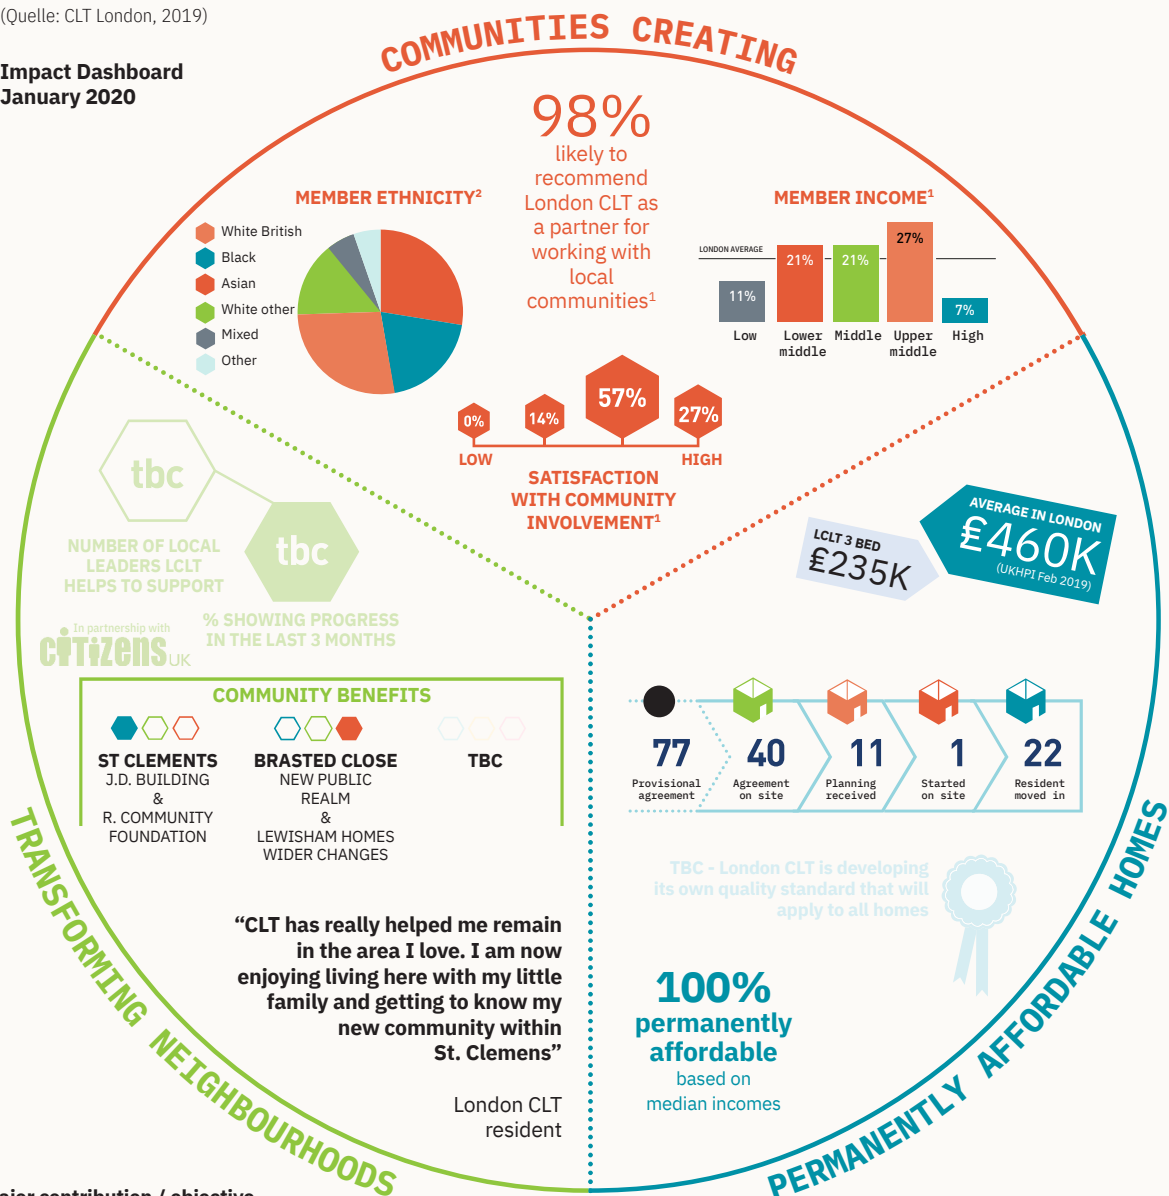 (Quelle: CLT London, 2019)
Impact Dashboard
January 2020
COMMUNITIES CREATING
98%
likely to
recommend
London CLT as
a partner for
working with
local
communities¹
MEMBER ETHNICITY²
White British
Black
Asian
White other
Mixed
Other
MEMBER INCOME¹
LONDON AVERAGE
11%
21%
21%
27%
7%
Low
Lower
middle
Middle
Upper
middle
High
0%
14%
57%
27%
LOW
HIGH
SATISFACTION
WITH COMMUNITY
INVOLVEMENT¹
tbc
NUMBER OF LOCAL
LEADERS LCLT
HELPS TO SUPPORT
tbc
% SHOWING PROGRESS
IN THE LAST 3 MONTHS
In partnership with
CITIZENS UK
COMMUNITY BENEFITS
ST CLEMENTS
J.D. BUILDING
&
R. COMMUNITY
FOUNDATION
BRASTED CLOSE
NEW PUBLIC
REALM
&
LEWISHAM HOMES
WIDER CHANGES
TBC
“CLT has really helped me remain
in the area I love. I am now
enjoying living here with my little
family and getting to know my
new community within
St. Clemens”
London CLT
resident
TRANSFORMING NEIGHBOURHOODS
LCLT 3 BED
£235K
AVERAGE IN LONDON
£460K
(UKHPI Feb 2019)
77
Provisional
agreement
40
Agreement
on site
11
Planning
received
1
Started
on site
22
Resident
moved in
TBC - London CLT is developing
its own quality standard that will
apply to all homes
100%
permanently
affordable
based on
median incomes
PERMANENTLY AFFORDABLE HOMES
contribution / objective